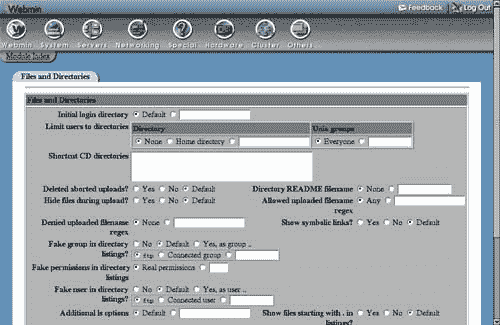 Webmin
Feedback
Log Out
Webmin System Servers Networking Special Hardware Cluster Others
Module Index
Files and Directories
Files and Directories
Initial login directory Default
Limit users to directories Directory Unix groups
None Home directory Everyone
Shortcut CD directories
Deleted aborted uploads? Yes No Default Directory README filename None
Hide files during upload? Yes No Default Allowed uploaded filename regex Any
Denied uploaded filename regex None Show symbolic links? Yes No Default
Fake group in directory listings? No Default Yes, as group ..
ftp Connected group
Fake permissions in directory listings Real permissions
Fake user in directory listings? No Default Yes, as user ..
ftp Connected user
Additional ls options Default Show files starting with . in listings? Yes No Default